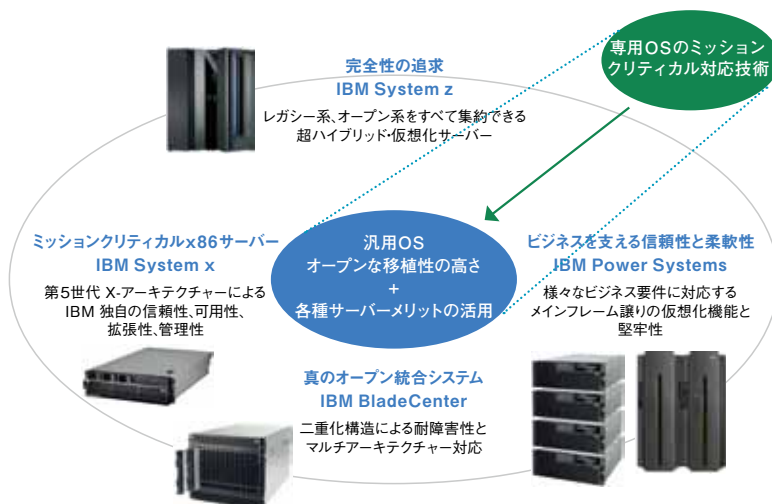 専用OSのミッション
クリティカル対応技術
完全性の追求
IBM System z
レガシー系、オープン系をすべて集約できる
超ハイブリッド・仮想化サーバー
ミッションクリティカルx86サーバー
IBM System x
第5世代 X-アーキテクチャーによる
IBM 独自の信頼性、可用性、
拡張性、管理性
汎用OS
オープンな移植性の高さ
+
各種サーバーメリットの活用
ビジネスを支える信頼性と柔軟性
IBM Power Systems
様々なビジネス要件に対応する
メインフレーム譲りの仮想化機能と
堅牢性
真のオープン統合システム
IBM BladeCenter
二重化構造による耐障害性と
マルチアーキテクチャー対応